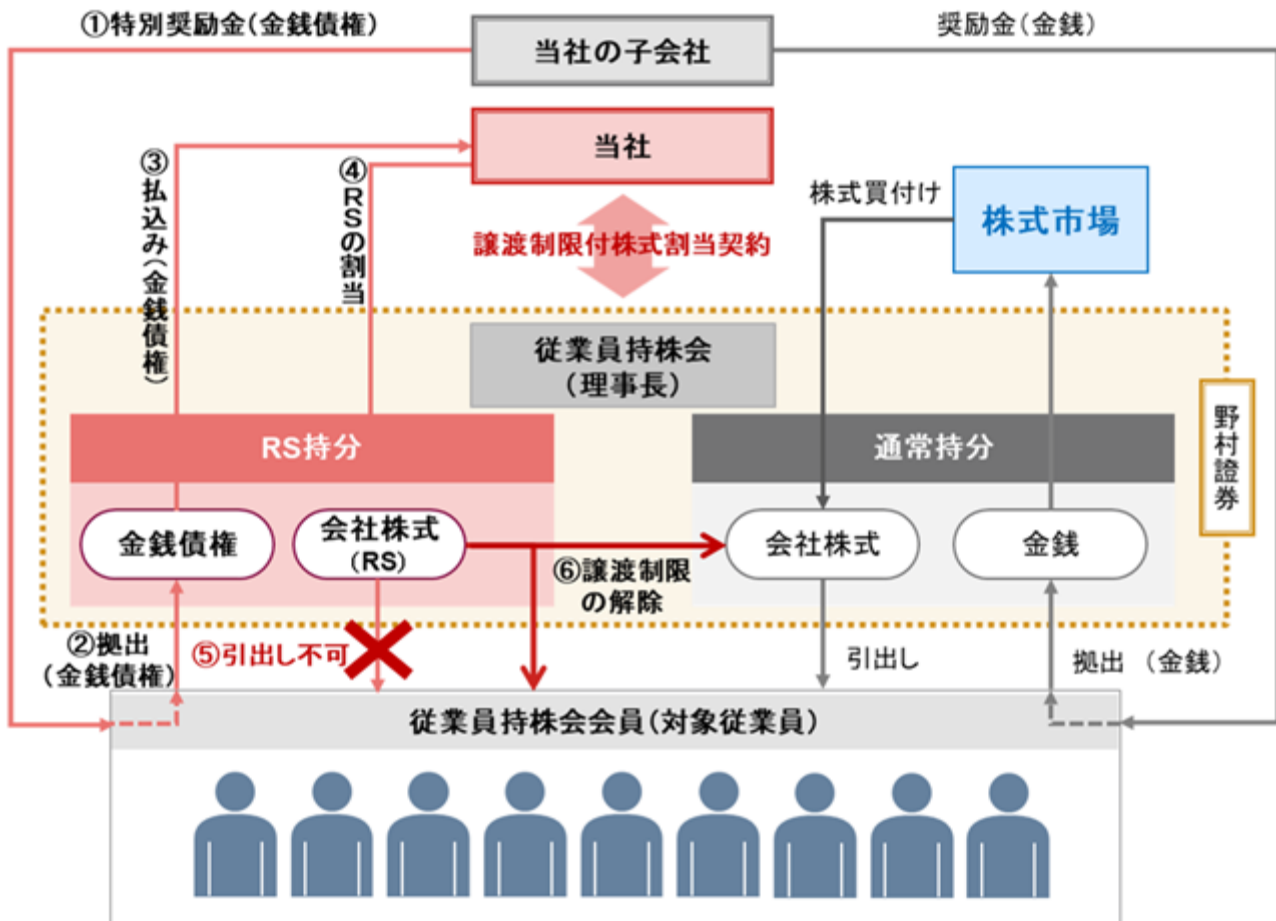 ①特別奨励金(金銭債権)
当社の子会社
奨励金(金銭)
当社
③払込み(金銭債権)
④RSの割当
株式買付け
株式市場
譲渡制限付株式割当契約
従業員持株会
(理事長)
野村證券
RS持分
通常持分
金銭債権
会社株式
(RS)
会社株式
金銭
⑥譲渡制限
の解除
②拠出
(金銭債権)
⑤引出し不可
引出し
拠出 (金銭)
従業員持株会会員(対象従業員)